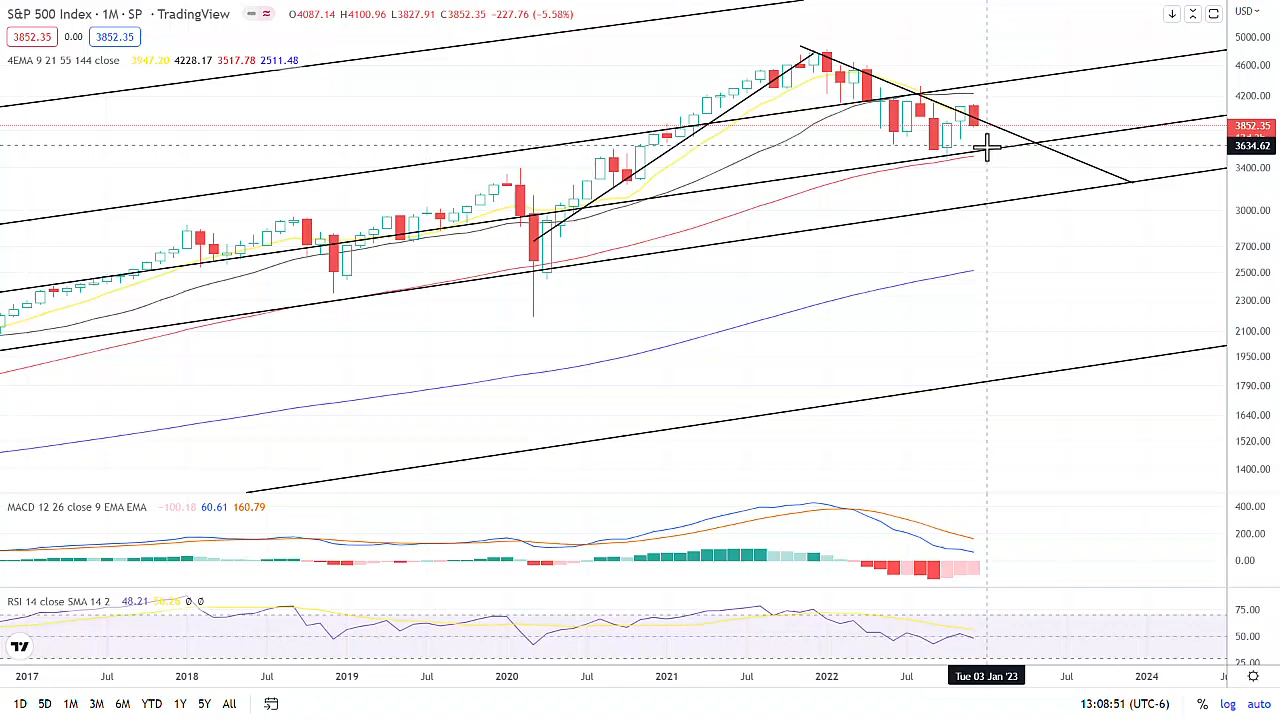 S&P 500 Index · 1M · SP · TradingView
O4087.14 H4100.96 L3827.91 C3852.35 −227.76 (−5.58%)
USD
3852.35 0.00 3852.35
4EMA 9 21 55 144 close 3947.20 4228.17 3517.78 2511.48
5000.00
4600.00
4200.00
3852.35
3634.62
3400.00
3000.00
2700.00
2500.00
2300.00
2100.00
1950.00
1790.00
1640.00
1520.00
1400.00
MACD 12 26 close 9 EMA EMA −100.18 60.61 160.79
400.00
200.00
0.00
RSI 14 close SMA 14 2 48.21 Ø Ø
75.00
50.00
25.00
2017 Jul 2018 Jul 2019 Jul 2020 Jul 2021 Jul 2022 Jul Tue 03 Jan '23 Jul 2024
1D 5D 1M 3M 6M YTD 1Y 5Y All 13:08:51 (UTC-6) % log auto